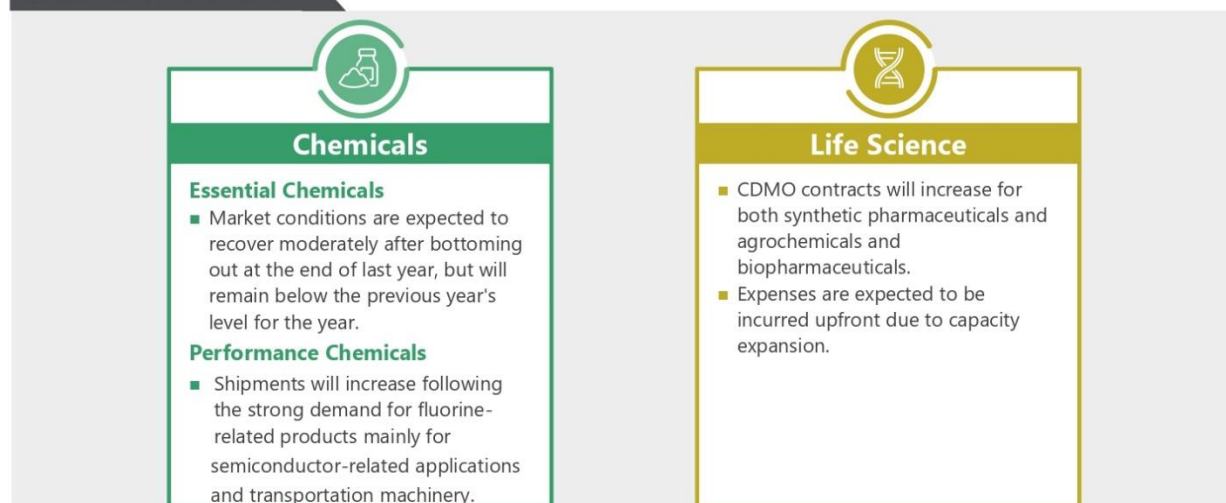 Chemicals
Essential Chemicals
■ Market conditions are expected to
recover moderately after bottoming
out at the end of last year, but will
remain below the previous year's
level for the year.
Performance Chemicals
■ Shipments will increase following
the strong demand for fluorine-
related products mainly for
semiconductor-related applications
and transportation machinery.
Life Science
■ CDMO contracts will increase for
both synthetic pharmaceuticals and
agrochemicals and
biopharmaceuticals.
■ Expenses are expected to be
incurred upfront due to capacity
expansion.